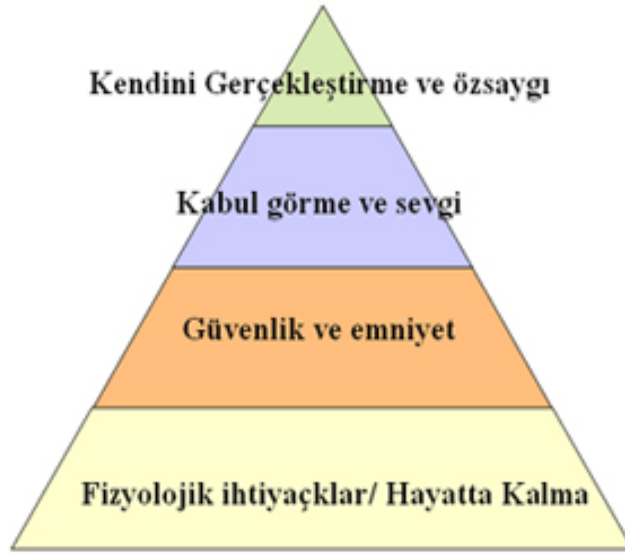 Kendini Gerçekleştirme ve özsaygı
Kabul görme ve sevgi
Güvenlik ve emniyet
Fizyolojik ihtiyaçklar/ Hayatta Kalma